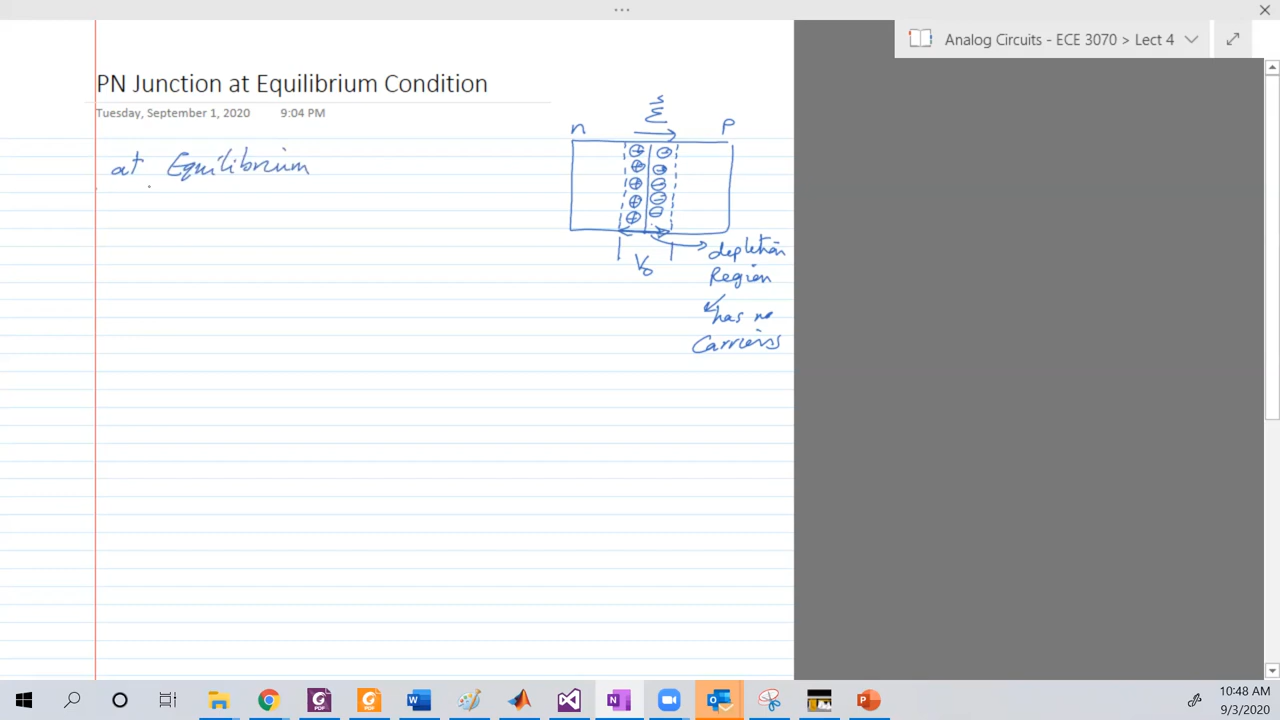 Analog Circuits - ECE 3070 > Lect 4
PN Junction at Equilibrium Condition
Tuesday, September 1, 2020 9:04 PM
at Equilibrium
n
P
+ -
+ -
+ -
+ -
+ -
V₀
depletion
Region
has no
Carriers
10:48 AM
9/3/2020